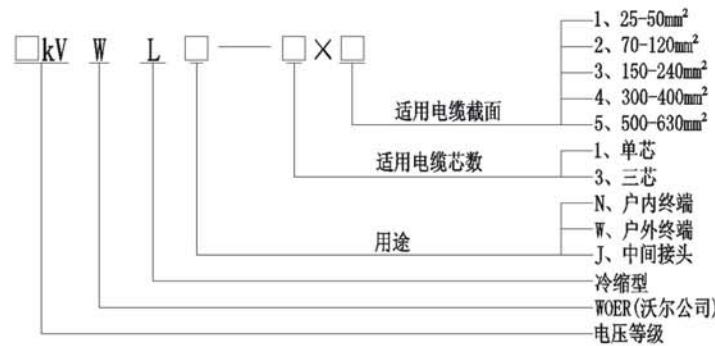 1、25-50mm²
□kV W L □ — □×□
2、70-120mm²
3、150-240mm²
4、300-400mm²
适用电缆截面
5、500-630mm²
1、单芯
适用电缆芯数
3、三芯
N、户内终端
W、户外终端
用途
J、中间接头
冷缩型
WOER(沃尔公司)
电压等级